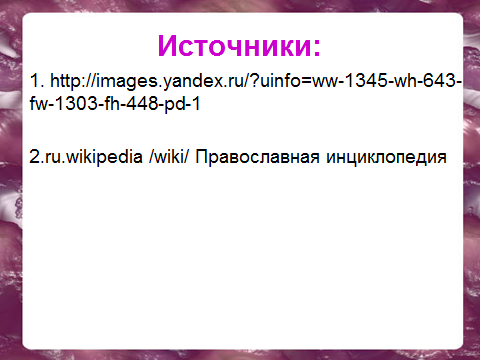 Источники:
1. http://images.yandex.ru/?uinfo=ww-1345-wh-643-
fw-1303-fh-448-pd-1
2.ru.wikipedia /wiki/ Православная инциклопедия